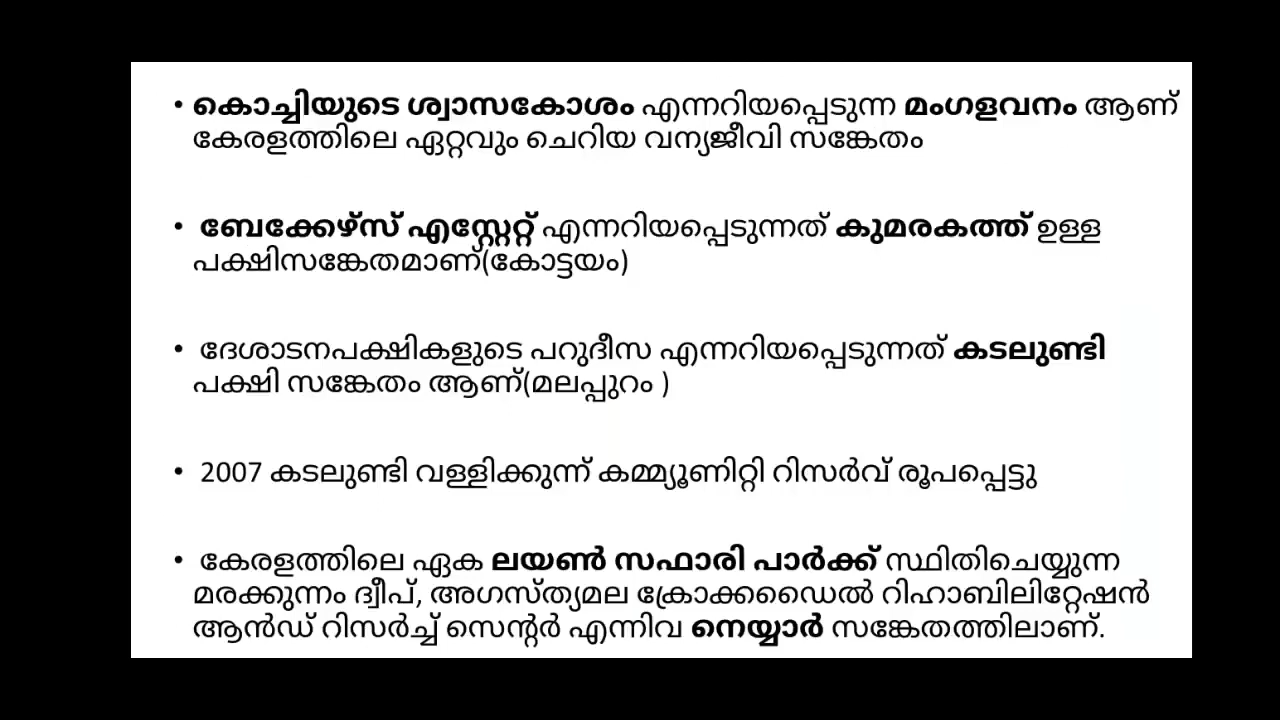 • കൊച്ചിയുടെ ശ്വാസകോശം എന്നറിയപ്പെടുന്ന മംഗളവനം ആണ്
കേരളത്തിലെ ഏറ്റവും ചെറിയ വന്യജീവി സങ്കേതം
• ബേക്കേഴ്സ് എസ്റ്റേറ്റ് എന്നറിയപ്പെടുന്നത് കുമരകത്ത് ഉള്ള
പക്ഷിസങ്കേതമാണ്(കോട്ടയം)
• ദേശാടനപക്ഷികളുടെ പറുദീസ എന്നറിയപ്പെടുന്നത് കടലുണ്ടി
പക്ഷി സങ്കേതം ആണ്(മലപ്പുറം )
• 2007 കടലുണ്ടി വള്ളിക്കുന്ന് കമ്മ്യൂണിറ്റി റിസർവ് രൂപപ്പെട്ടു
• കേരളത്തിലെ ഏക ലയൺ സഫാരി പാർക്ക് സ്ഥിതിചെയ്യുന്ന
മരക്കുന്നം ദ്വീപ്, അഗസ്ത്യമല ക്രോക്കഡൈൽ റിഹാബിലിറ്റേഷൻ
ആൻഡ് റിസർച്ച് സെന്റർ എന്നിവ നെയ്യാർ സങ്കേതത്തിലാണ്.